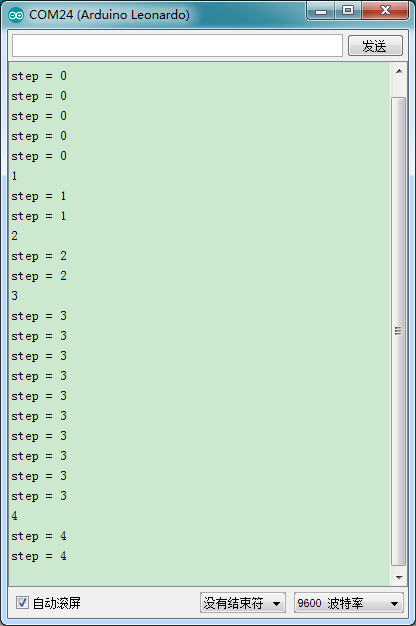 COM24 (Arduino Leonardo)
发送
step = 0
step = 0
step = 0
step = 0
step = 0
1
step = 1
step = 1
2
step = 2
step = 2
3
step = 3
step = 3
step = 3
step = 3
step = 3
step = 3
step = 3
step = 3
step = 3
step = 3
4
step = 4
step = 4
自动滚屏
没有结束符
9600 波特率